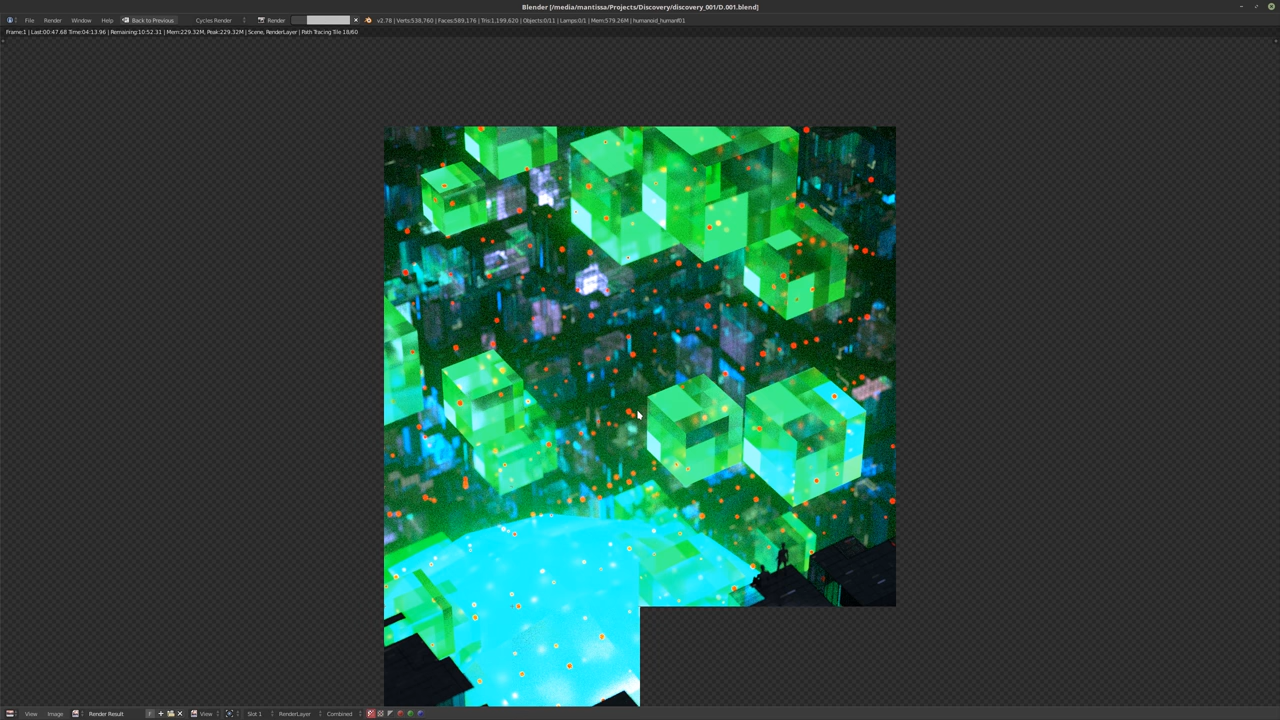 Blender [/media/mantissa/Projects/Discovery/discovery_001/D.001.blend]
File Render Window Help Back to Previous Cycles Render Render v2.78 | Verts:538,760 | Faces:589,176 | Tris:1,199,620 | Objects:0/11 | Lamps:0/1 | Mem:579.26M | humanoid_humanf01
Frame:1 | Last:00:47.68 Time:04:13.96 | Remaining:10:52.31 | Mem:229.32M, Peak:229.32M | Scene, RenderLayer | Path Tracing Tile 18/60
View Image Render Result F View Slot 1 RenderLayer Combined